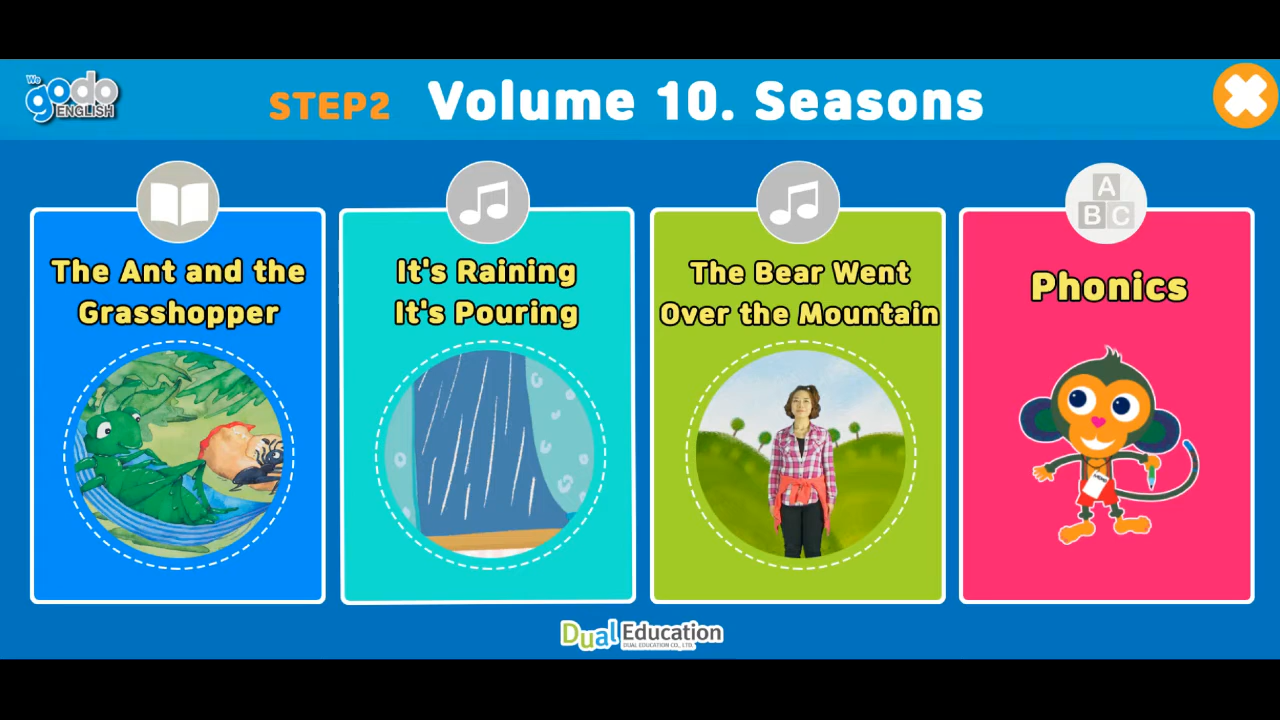 We
godo
ENGLISH
STEP2 Volume 10. Seasons
A
B C
The Ant and the
Grasshopper
It's Raining
It's Pouring
The Bear Went
Over the Mountain
Phonics
Dual Education
DUAL EDUCATION CO., LTD.